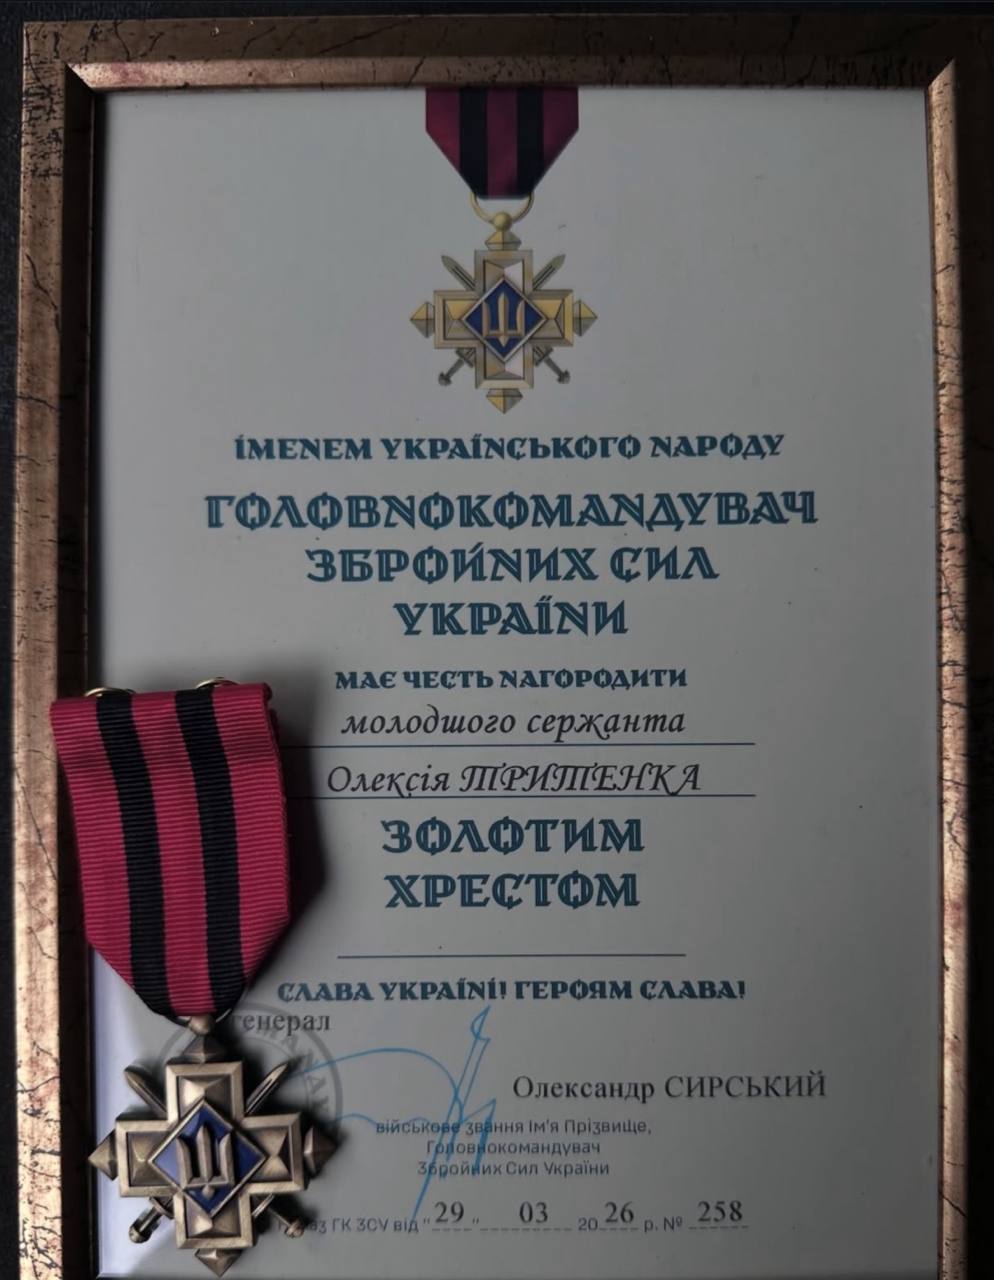 ІМЕНЕМ УКРАЇНСЬКОГО НАРОДУ
ГОЛОВНОКОМАНДУВАЧ
ЗБРОЙНИХ СИЛ
УКРАЇНИ
МАЄ ЧЕСТЬ НАГОРОДИТИ
молодшого сержанта
Олексія ТРИТЕНКА
ЗОЛОТИМ
ХРЕСТОМ
СЛАВА УКРАЇНІ! ГЕРОЯМ СЛАВА!
генерал
Олександр СИРСЬКИЙ
військове звання Ім'я Прізвище,
Головнокомандувач
Збройних Сил України
ГК ЗСУ від "29" 03 2026 р. № 258